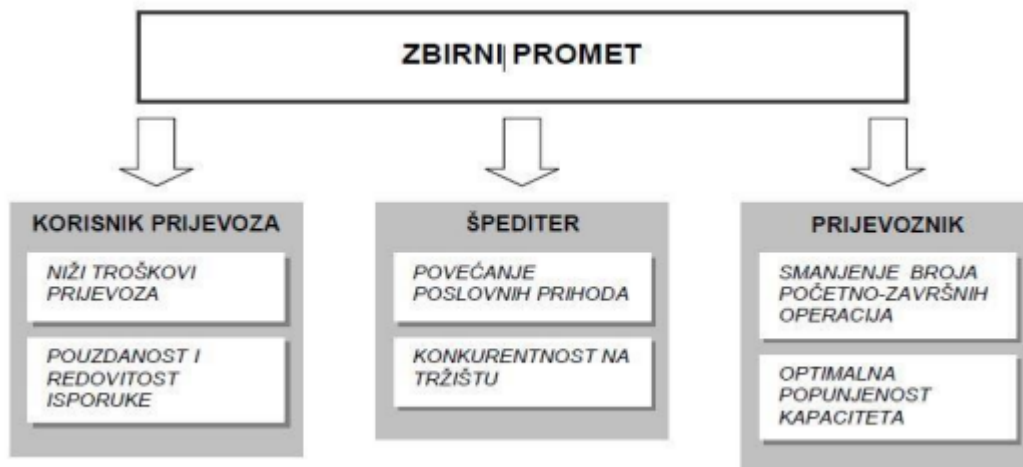 ZBIRNI PROMET
KORISNIK PRIJEVOZA
NIŽI TROŠKOVI
PRIJEVOZA
POUZDANOST I
REDOVITOST
ISPORUKE
ŠPEDITER
POVEĆANJE
POSLOVNIH PRIHODA
KONKURENTNOST NA
TRŽIŠTU
PRIJEVOZNIK
SMANJENJE BROJA
POČETNO-ZAVRŠNIH
OPERACIJA
OPTIMALNA
POPUNJENOST
KAPACITETA